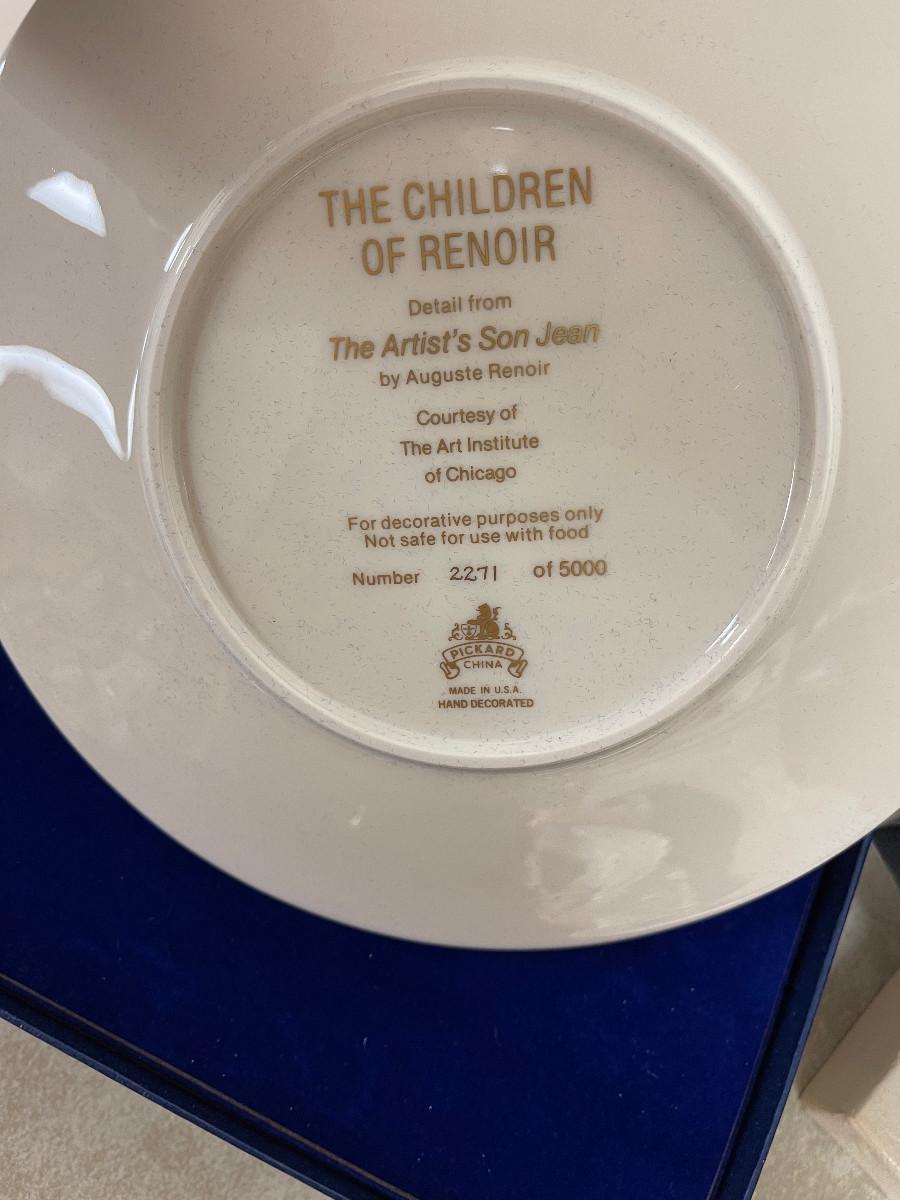 THE CHILDREN
OF RENOIR
Detail from
The Artist's Son Jean
by Auguste Renoir
Courtesy of
The Art Institute
of Chicago
For decorative purposes only
Not safe for use with food
Number 2271 of 5000
PICKARD
CHINA
MADE IN U.S.A.
HAND DECORATED